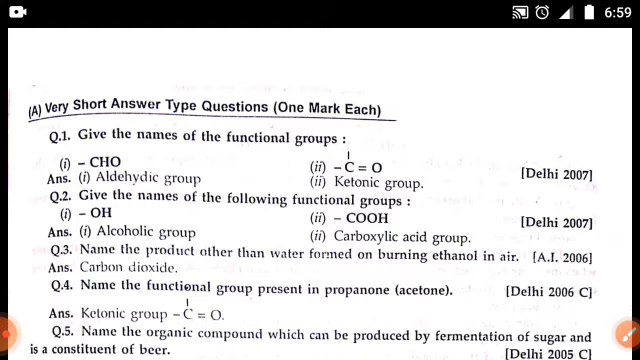 6:59
(A) Very Short Answer Type Questions (One Mark Each)
Q.1. Give the names of the functional groups :
(i) – CHO (ii) – C = O [Delhi 2007]
Ans. (i) Aldehydic group (ii) Ketonic group.
Q.2. Give the names of the following functional groups :
(i) – OH (ii) – COOH [Delhi 2007]
Ans. (i) Alcoholic group (ii) Carboxylic acid group.
Q.3. Name the product other than water formed on burning ethanol in air. [A.I. 2006]
Ans. Carbon dioxide.
Q.4. Name the functional group present in propanone (acetone). [Delhi 2006 C]
Ans. Ketonic group – C = O.
Q.5. Name the organic compound which can be produced by fermentation of sugar and
is a constituent of beer. [Delhi 2005 C]